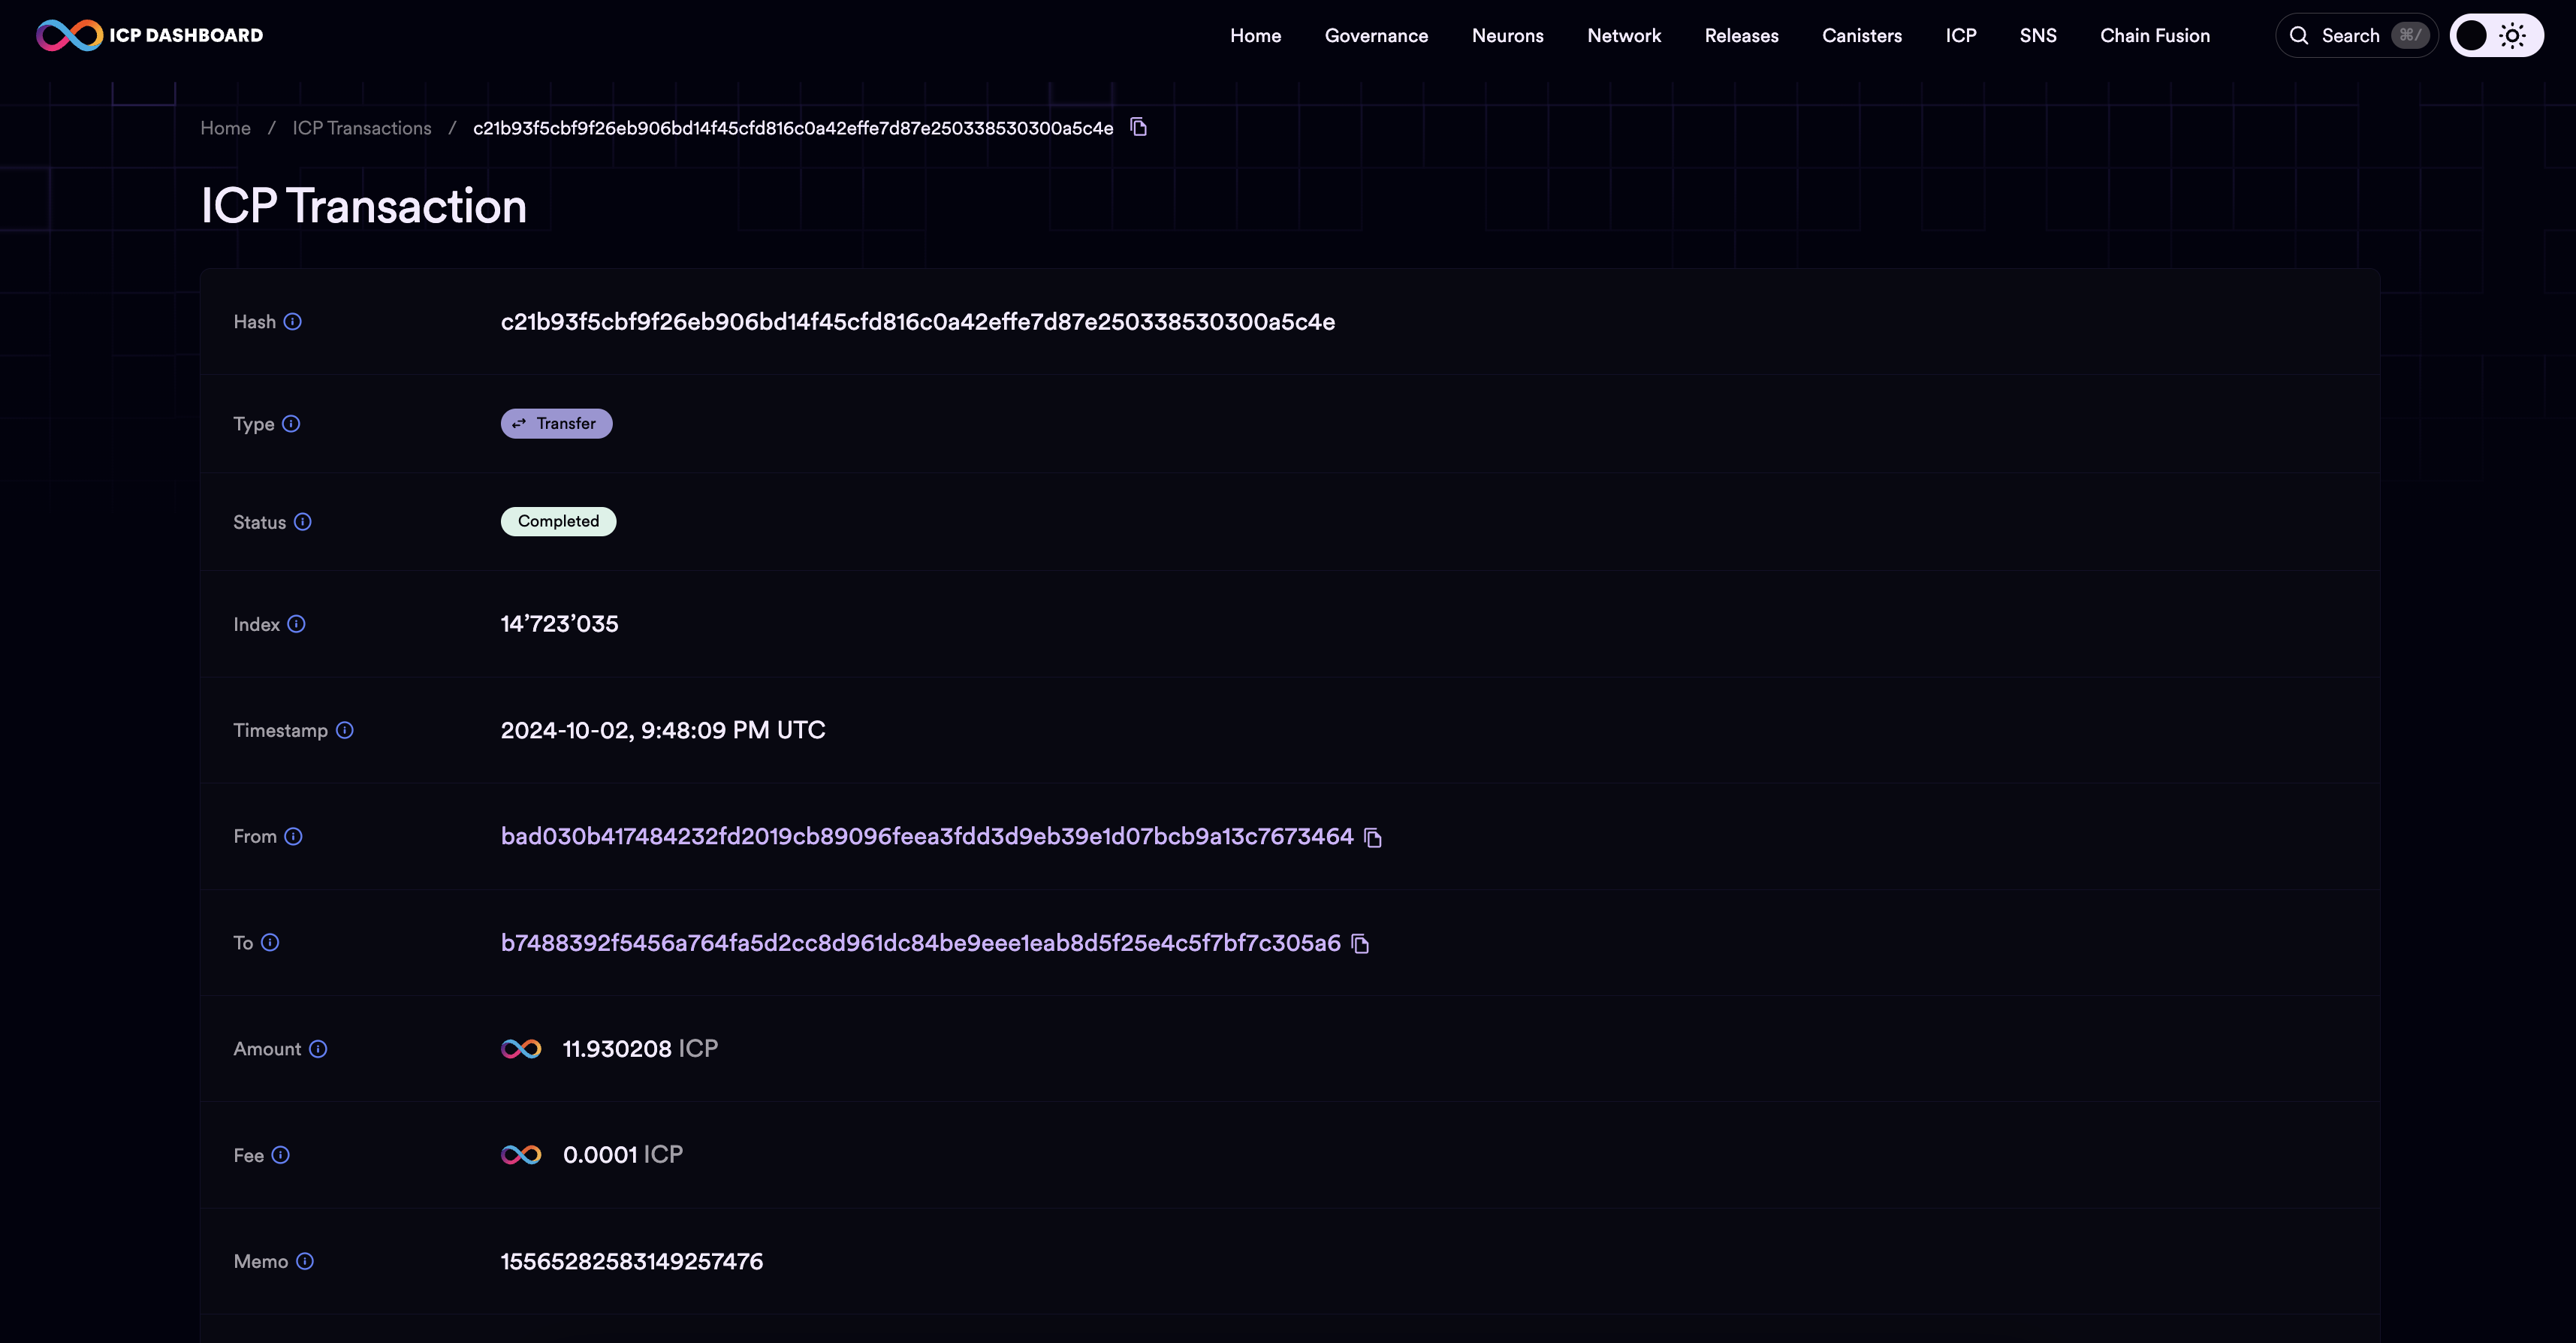 ICP DASHBOARD
Home Governance Neurons Network Releases Canisters ICP SNS Chain Fusion Search ⌘/
Home / ICP Transactions / c21b93f5cbf9f26eb906bd14f45cfd816c0a42effe7d87e250338530300a5c4e
ICP Transaction
Hash c21b93f5cbf9f26eb906bd14f45cfd816c0a42effe7d87e250338530300a5c4e
Type Transfer
Status Completed
Index 14’723’035
Timestamp 2024-10-02, 9:48:09 PM UTC
From bad030b417484232fd2019cb89096feea3fdd3d9eb39e1d07bcb9a13c7673464
To b7488392f5456a764fa5d2cc8d961dc84be9eee1eab8d5f25e4c5f7bf7c305a6
Amount 11.930208 ICP
Fee 0.0001 ICP
Memo 15565282583149257476